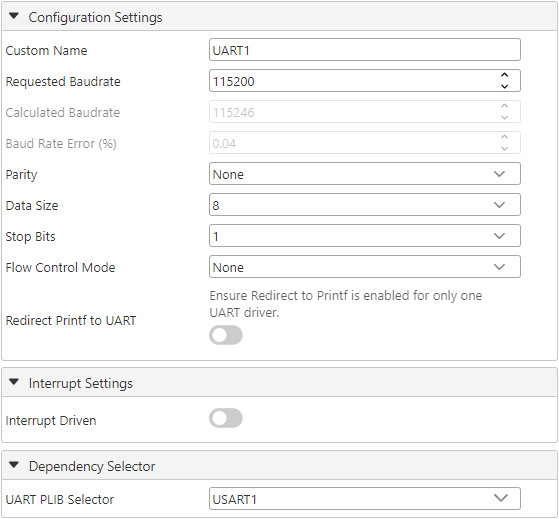 Configuration Settings
Custom Name UART1
Requested Baudrate 115200
Calculated Baudrate 115246
Baud Rate Error (%) 0.04
Parity None
Data Size 8
Stop Bits 1
Flow Control Mode None
Ensure Redirect to Printf is enabled for only one
UART driver.
Redirect Printf to UART
Interrupt Settings
Interrupt Driven
Dependency Selector
UART PLIB Selector USART1